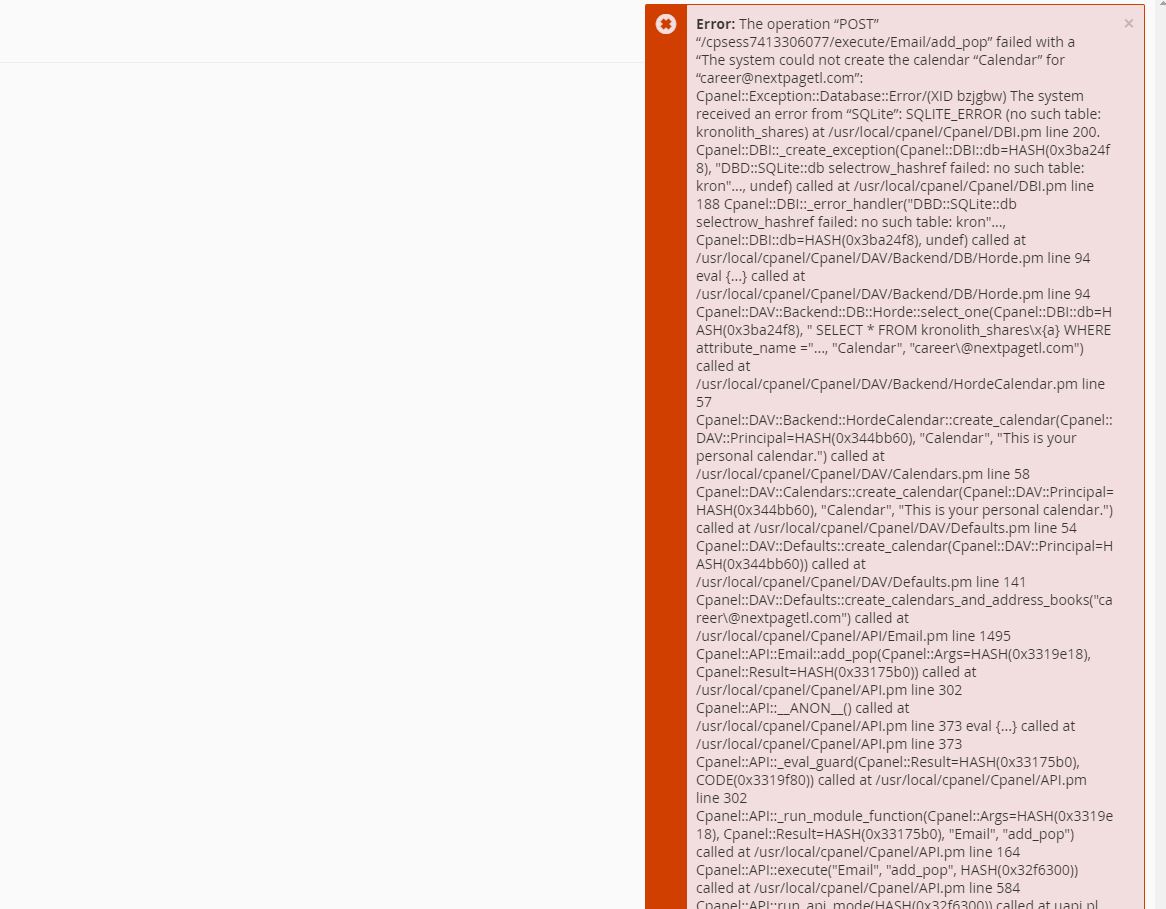 Error: The operation “POST”
“/cpsess7413306077/execute/Email/add_pop” failed with a
“The system could not create the calendar “Calendar” for
“career@nextpagetl.com”:
Cpanel::Exception::Database::Error/(XID bzjgbw) The system
received an error from “SQLite”: SQLITE_ERROR (no such table:
kronolith_shares) at /usr/local/cpanel/Cpanel/DBI.pm line 200.
Cpanel::DBI::_create_exception(Cpanel::DBI::db=HASH(0x3ba24f
8), "DBD::SQLite::db selectrow_hashref failed: no such table:
kron"..., undef) called at /usr/local/cpanel/Cpanel/DBI.pm line
188 Cpanel::DBI::_error_handler("DBD::SQLite::db
selectrow_hashref failed: no such table: kron"...,
Cpanel::DBI::db=HASH(0x3ba24f8), undef) called at
/usr/local/cpanel/Cpanel/DAV/Backend/DB/Horde.pm line 94
eval {...} called at
/usr/local/cpanel/Cpanel/DAV/Backend/DB/Horde.pm line 94
Cpanel::DAV::Backend::DB::Horde::select_one(Cpanel::DBI::db=H
ASH(0x3ba24f8), " SELECT * FROM kronolith_shares\x{a} WHERE
attribute_name ="..., "Calendar", "career\@nextpagetl.com")
called at
/usr/local/cpanel/Cpanel/DAV/Backend/HordeCalendar.pm line
57
Cpanel::DAV::Backend::HordeCalendar::create_calendar(Cpanel::
DAV::Principal=HASH(0x344bb60), "Calendar", "This is your
personal calendar.") called at
/usr/local/cpanel/Cpanel/DAV/Calendars.pm line 58
Cpanel::DAV::Calendars::create_calendar(Cpanel::DAV::Principal=
HASH(0x344bb60), "Calendar", "This is your personal calendar.")
called at /usr/local/cpanel/Cpanel/DAV/Defaults.pm line 54
Cpanel::DAV::Defaults::create_calendar(Cpanel::DAV::Principal=H
ASH(0x344bb60)) called at
/usr/local/cpanel/Cpanel/DAV/Defaults.pm line 141
Cpanel::DAV::Defaults::create_calendars_and_address_books("ca
reer\@nextpagetl.com") called at
/usr/local/cpanel/Cpanel/API/Email.pm line 1495
Cpanel::API::Email::add_pop(Cpanel::Args=HASH(0x3319e18),
Cpanel::Result=HASH(0x33175b0)) called at
/usr/local/cpanel/Cpanel/API.pm line 302
Cpanel::API::__ANON__() called at
/usr/local/cpanel/Cpanel/API.pm line 373 eval {...} called at
/usr/local/cpanel/Cpanel/API.pm line 373
Cpanel::API::_eval_guard(Cpanel::Result=HASH(0x33175b0),
CODE(0x3319f80)) called at /usr/local/cpanel/Cpanel/API.pm
line 302
Cpanel::API::_run_module_function(Cpanel::Args=HASH(0x3319e
18), Cpanel::Result=HASH(0x33175b0), "Email", "add_pop")
called at /usr/local/cpanel/Cpanel/API.pm line 164
Cpanel::API::execute("Email", "add_pop", HASH(0x32f6300))
called at /usr/local/cpanel/Cpanel/API.pm line 584
Cpanel::API::run_api_mode(HASH(0x32f6300)) called at uapi.pl